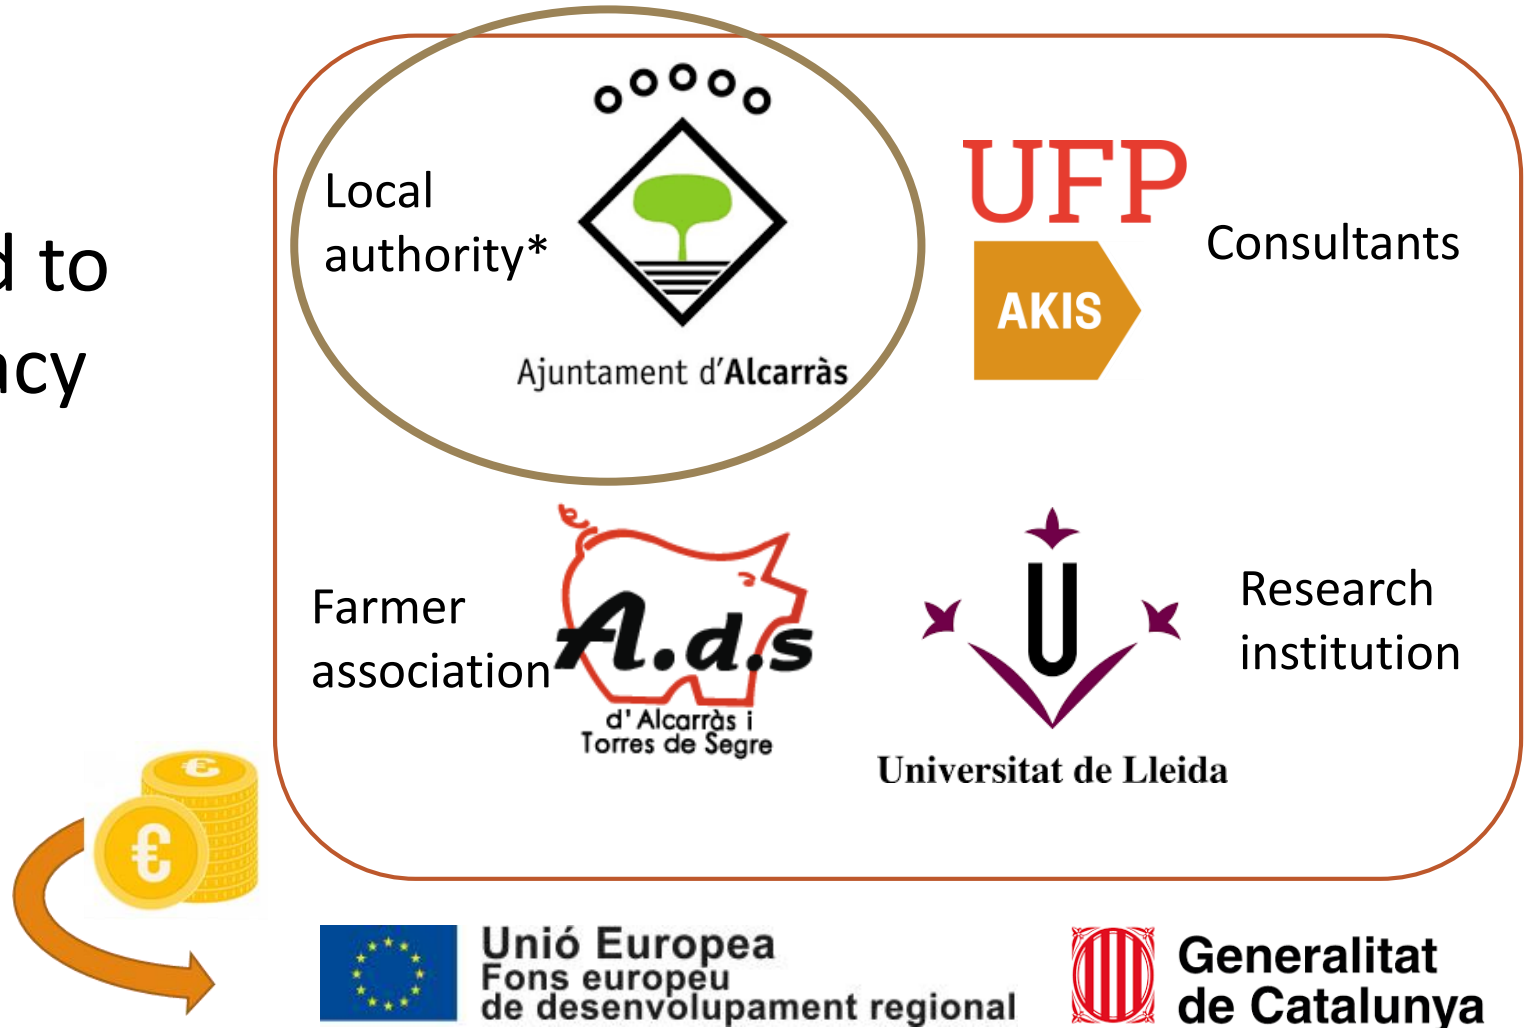 d to
acy
Local
authority*
Ajuntament d'Alcarràs
UFP
AKIS
Consultants
Farmer
association
A.d.s
d'Alcarràs i
Torres de Segre
U
Universitat de Lleida
Research
institution
€
€
Unió Europea
Fons europeu
de desenvolupament regional
Generalitat
de Catalunya